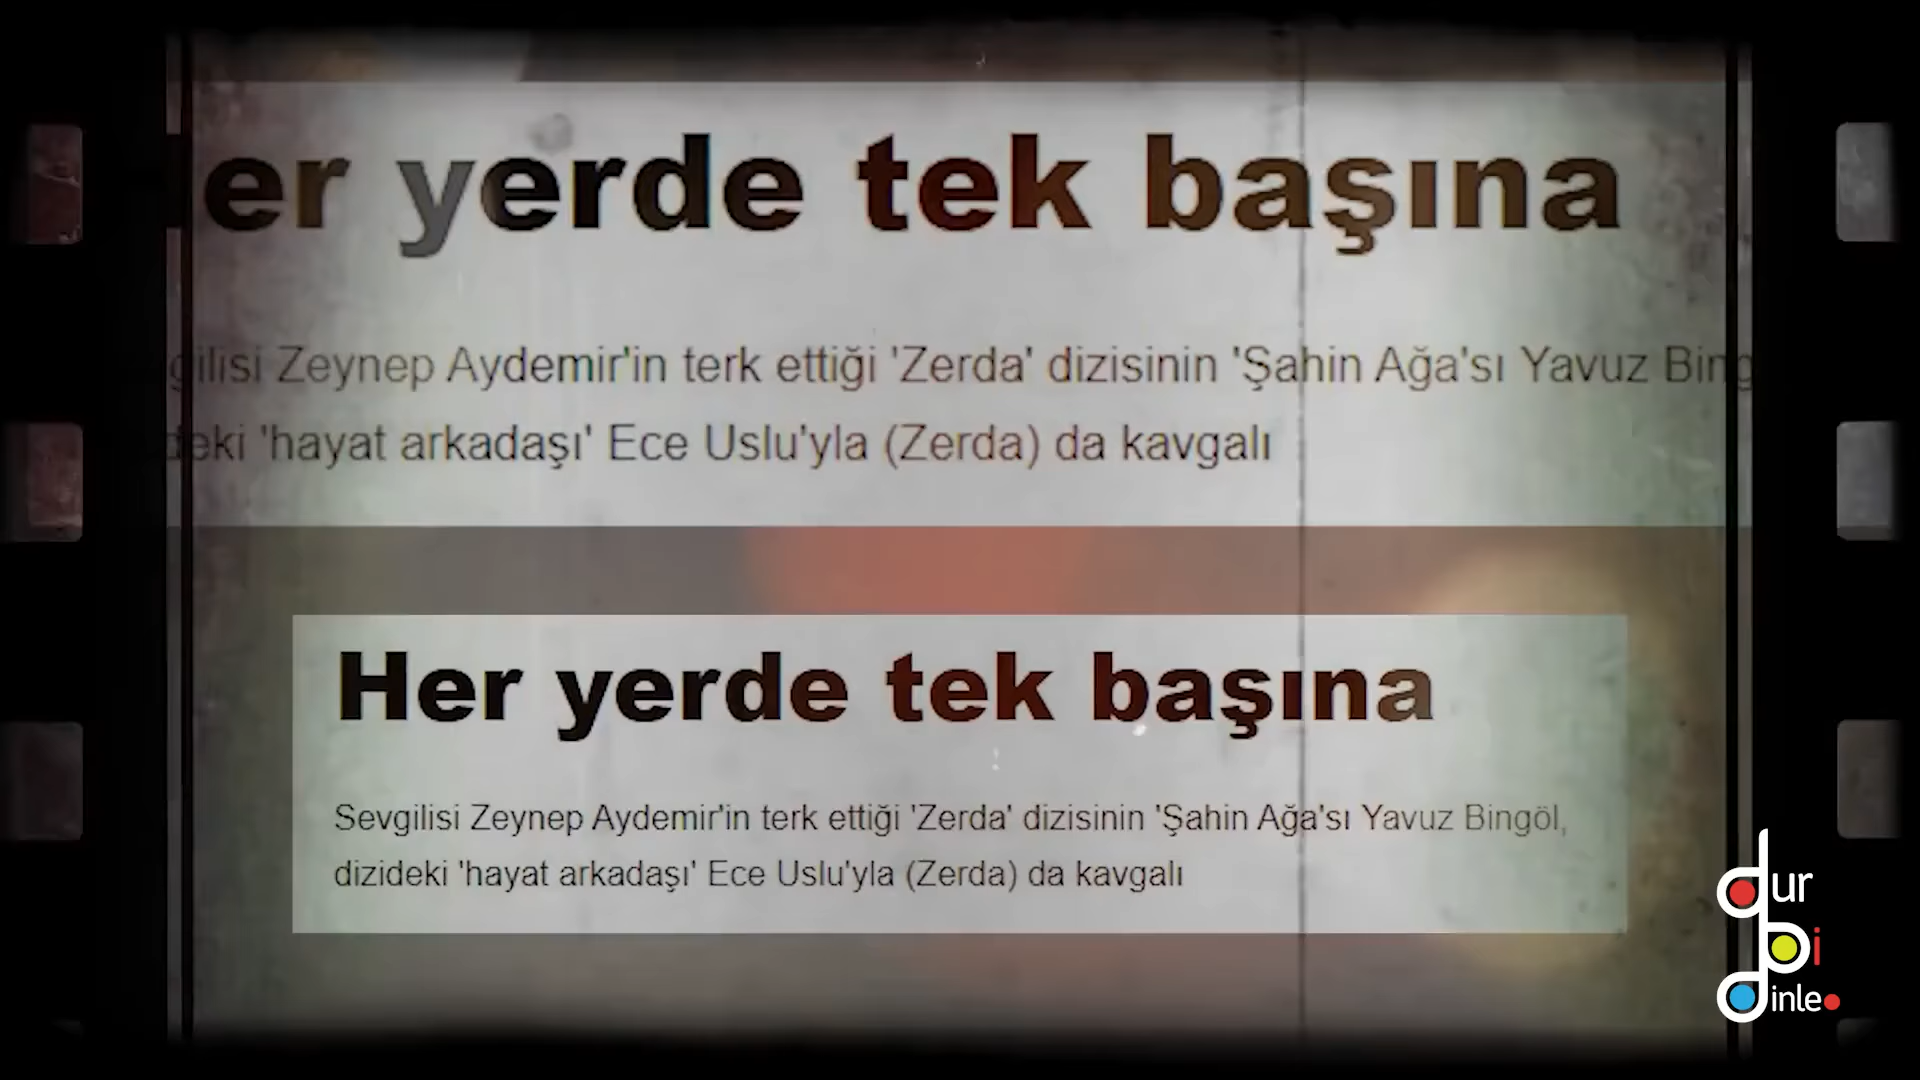 er yerde tek başına
gilisi Zeynep Aydemir'in terk ettiği 'Zerda' dizisinin 'Şahin Ağa'sı Yavuz Bing
deki 'hayat arkadaşı' Ece Uslu'yla (Zerda) da kavgalı
Her yerde tek başına
Sevgilisi Zeynep Aydemir'in terk ettiği 'Zerda' dizisinin 'Şahin Ağa'sı Yavuz Bingöl,
dizideki 'hayat arkadaşı' Ece Uslu'yla (Zerda) da kavgalı
dur
bi
dinle